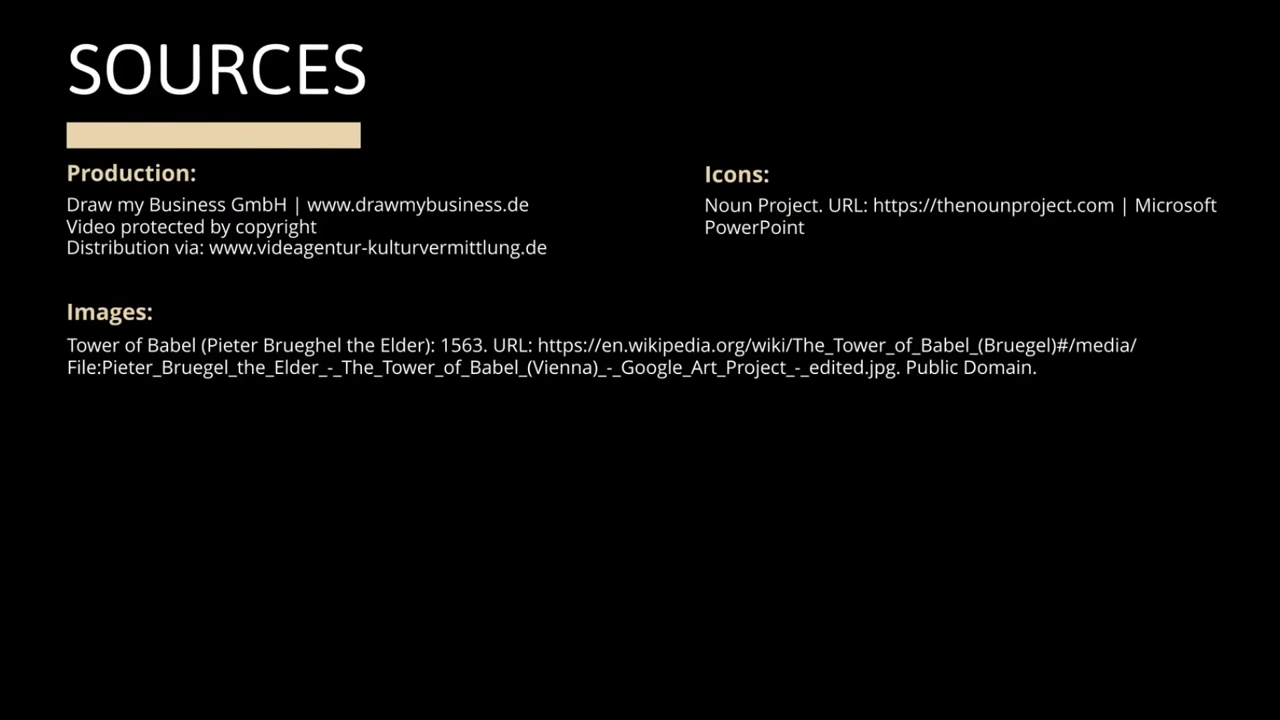 SOURCES
Production:
Draw my Business GmbH | www.drawmybusiness.de
Video protected by copyright
Distribution via: www.videagentur-kulturvermittlung.de
Icons:
Noun Project. URL: https://thenounproject.com | Microsoft
PowerPoint
Images:
Tower of Babel (Pieter Brueghel the Elder): 1563. URL: https://en.wikipedia.org/wiki/The_Tower_of_Babel_(Bruegel)#/media/
File:Pieter_Bruegel_the_Elder_-_The_Tower_of_Babel_(Vienna)_-_Google_Art_Project_-_edited.jpg. Public Domain.